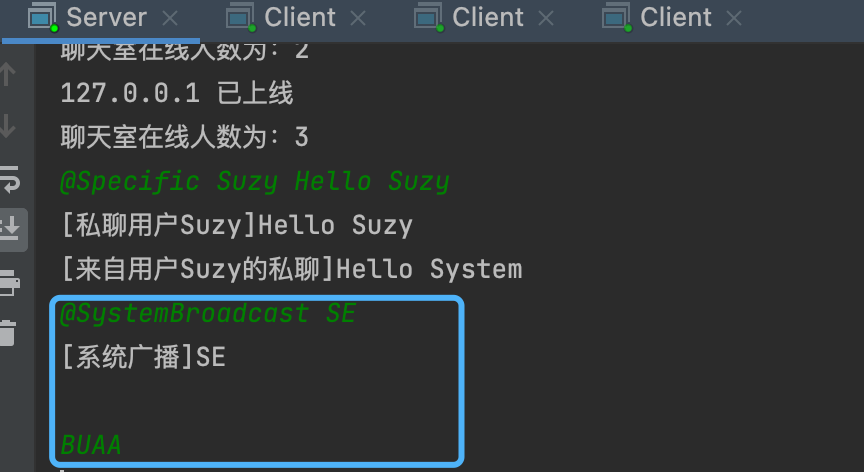 Server
Client
Client
Client
聊天室在线人数为：2
127.0.0.1 已上线
聊天室在线人数为：3
@Specific Suzy Hello Suzy
[私聊用户Suzy]Hello Suzy
[来自用户Suzy的私聊]Hello System
@SystemBroadcast SE
[系统广播]SE
BUAA